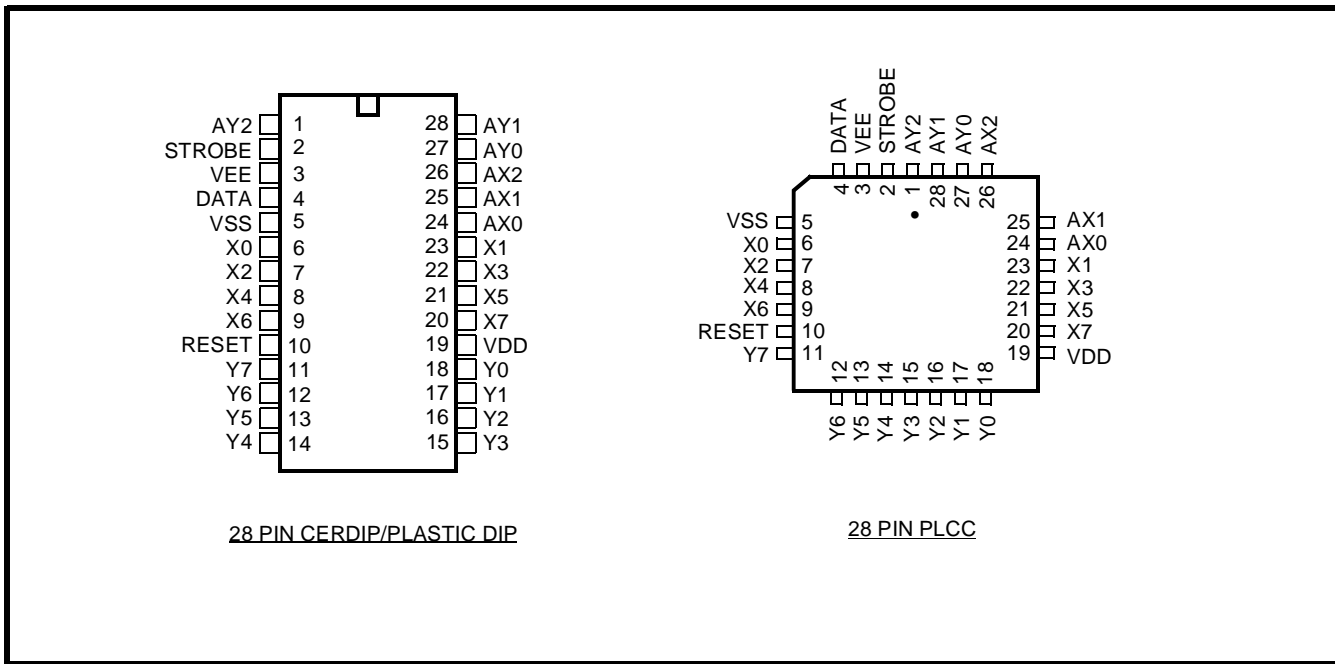 AY2 1 28 AY1
STROBE 2 27 AY0
VEE 3 26 AX2
DATA 4 25 AX1
VSS 5 24 AX0
X0 6 23 X1
X2 7 22 X3
X4 8 21 X5
X6 9 20 X7
RESET 10 19 VDD
Y7 11 18 Y0
Y6 12 17 Y1
Y5 13 16 Y2
Y4 14 15 Y3
28 PIN CERDIP/PLASTIC DIP
DATA VEE STROBE AY2 AY1 AY0 AX2
4 3 2 1 28 27 26
VSS 5 25 AX1
X0 6 24 AX0
X2 7 23 X1
X4 8 22 X3
X6 9 21 X5
RESET 10 20 X7
Y7 11 19 VDD
12 13 14 15 16 17 18
Y6 Y5 Y4 Y3 Y2 Y1 Y0
28 PIN PLCC